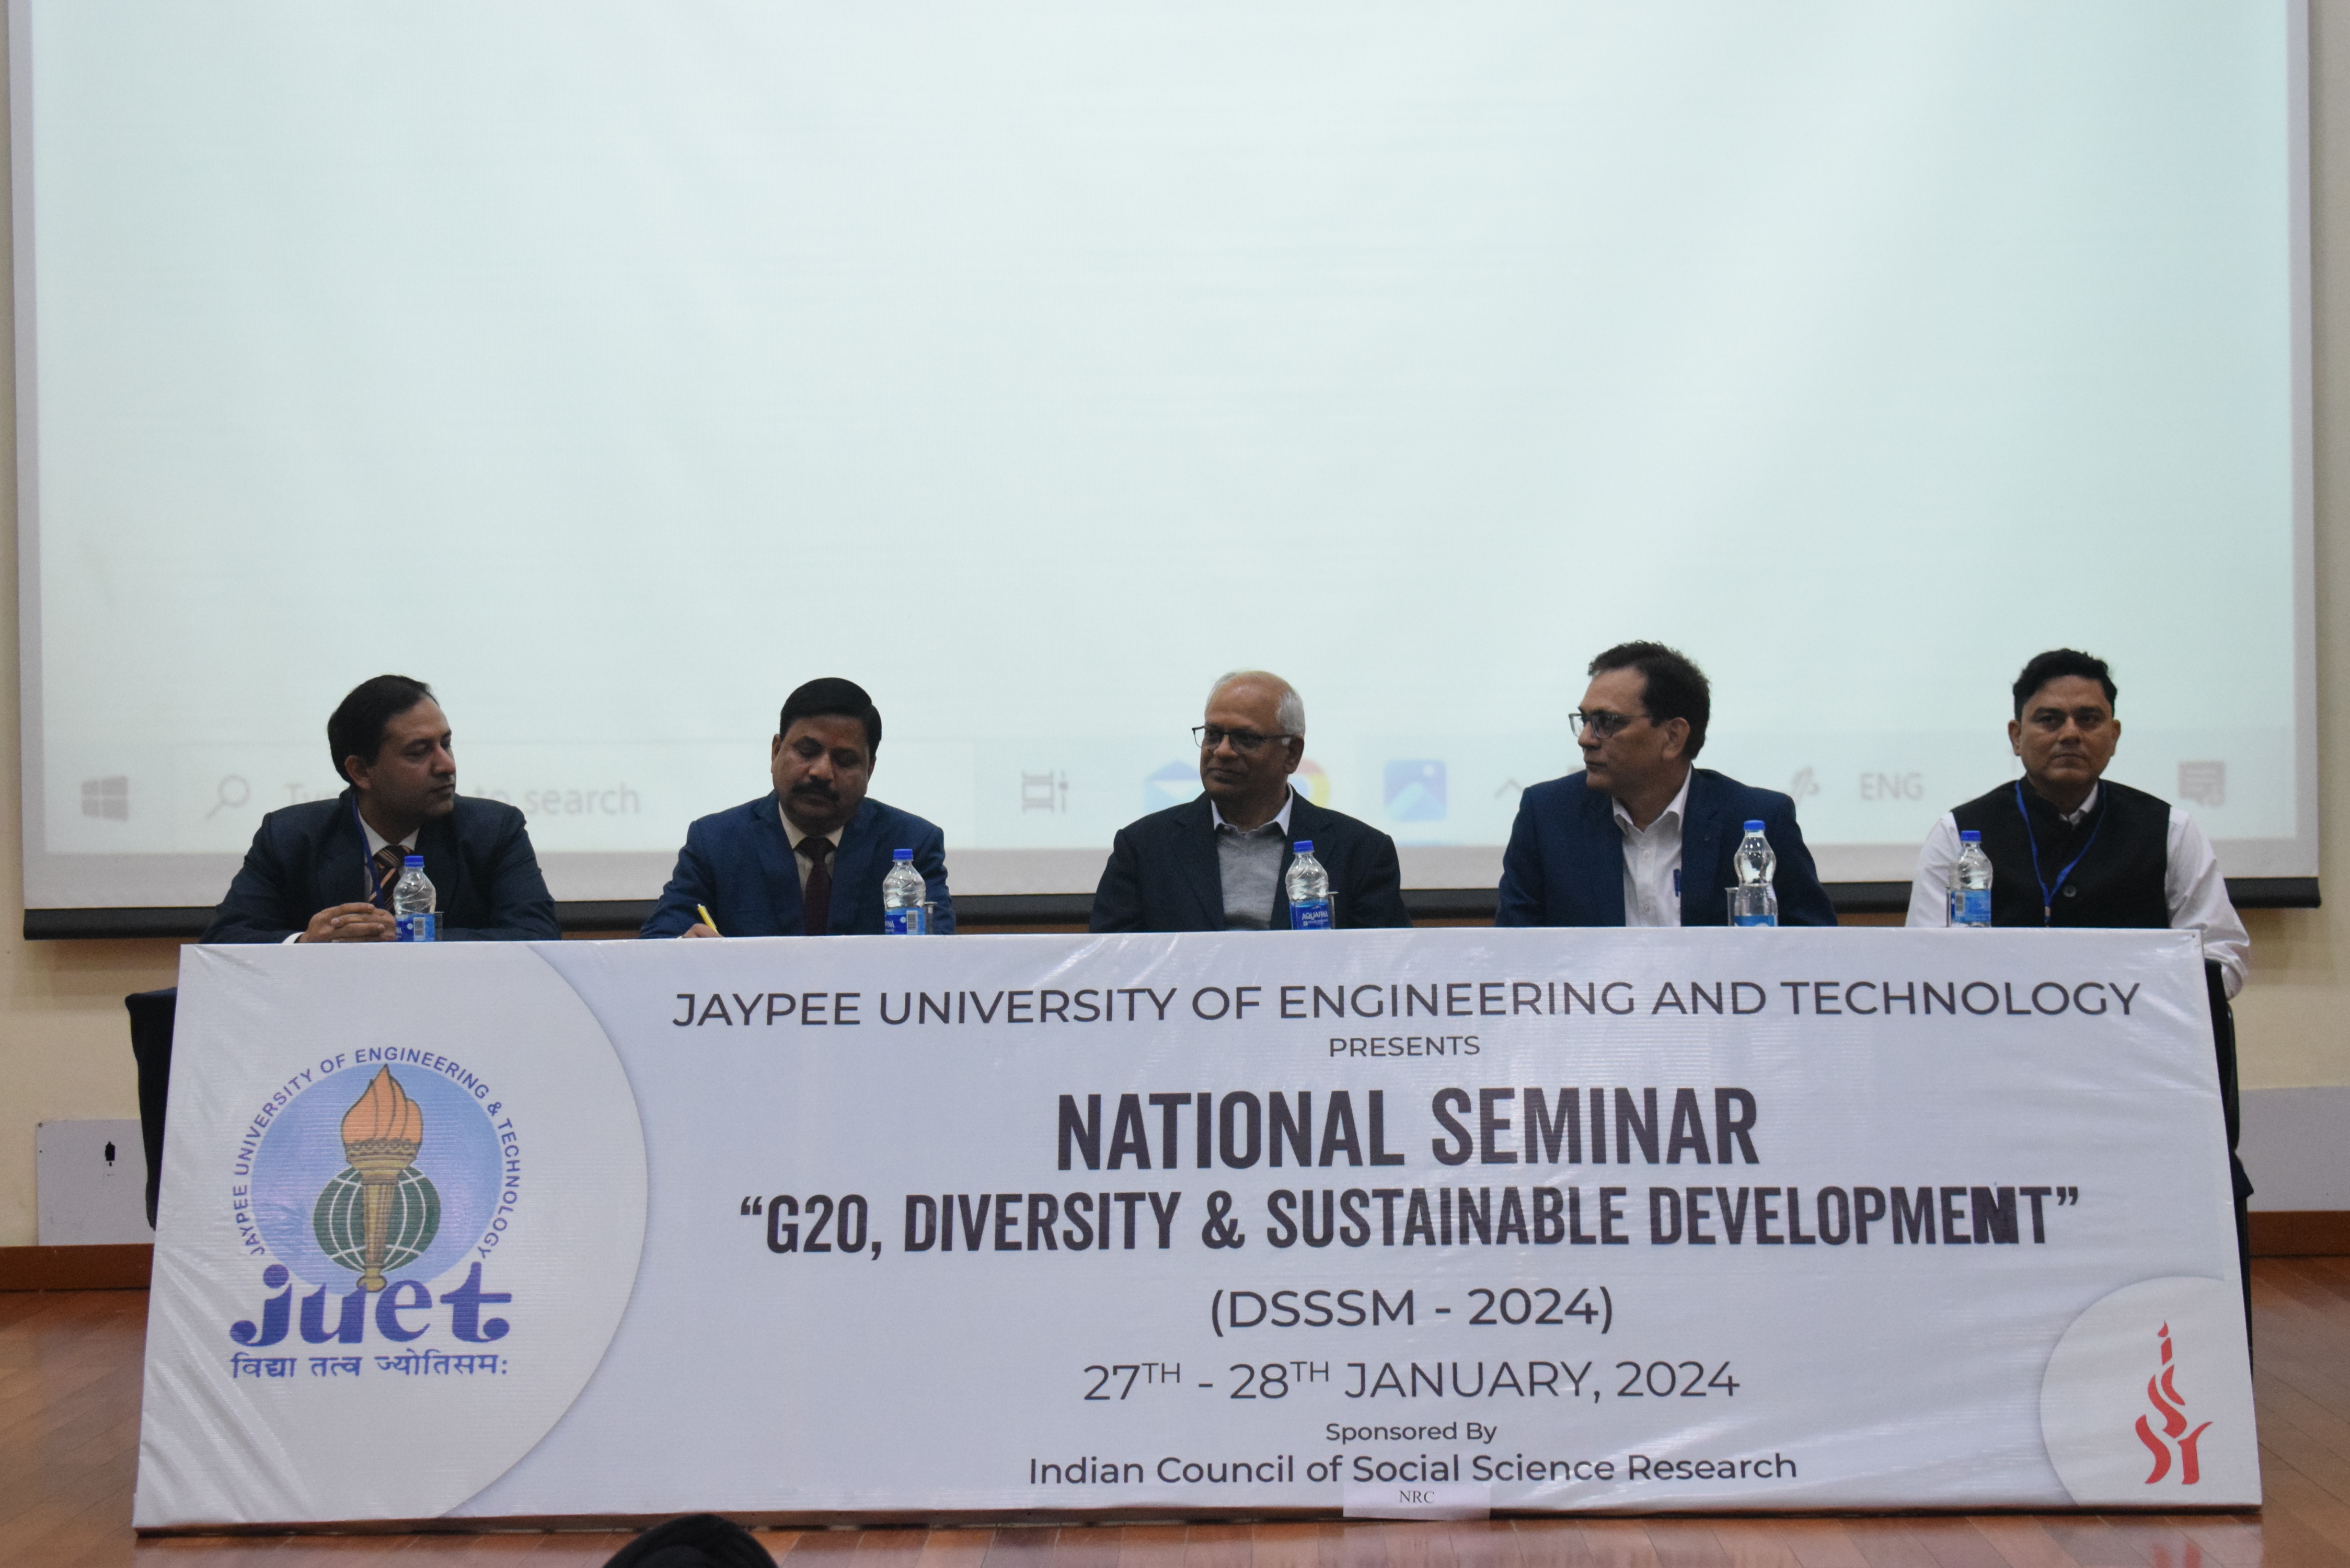 to search
ENG
AQUAFINA
JAYPEE UNIVERSITY OF ENGINEERING AND TECHNOLOGY
PRESENTS
NATIONAL SEMINAR
“G20, DIVERSITY & SUSTAINABLE DEVELOPMENT”
(DSSSM - 2024)
27TH - 28TH JANUARY, 2024
Sponsored By
Indian Council of Social Science Research
NRC
JAYPEE UNIVERSITY OF ENGINEERING & TECHNOLOGY
juet
विद्या तत्व ज्योतिसमः